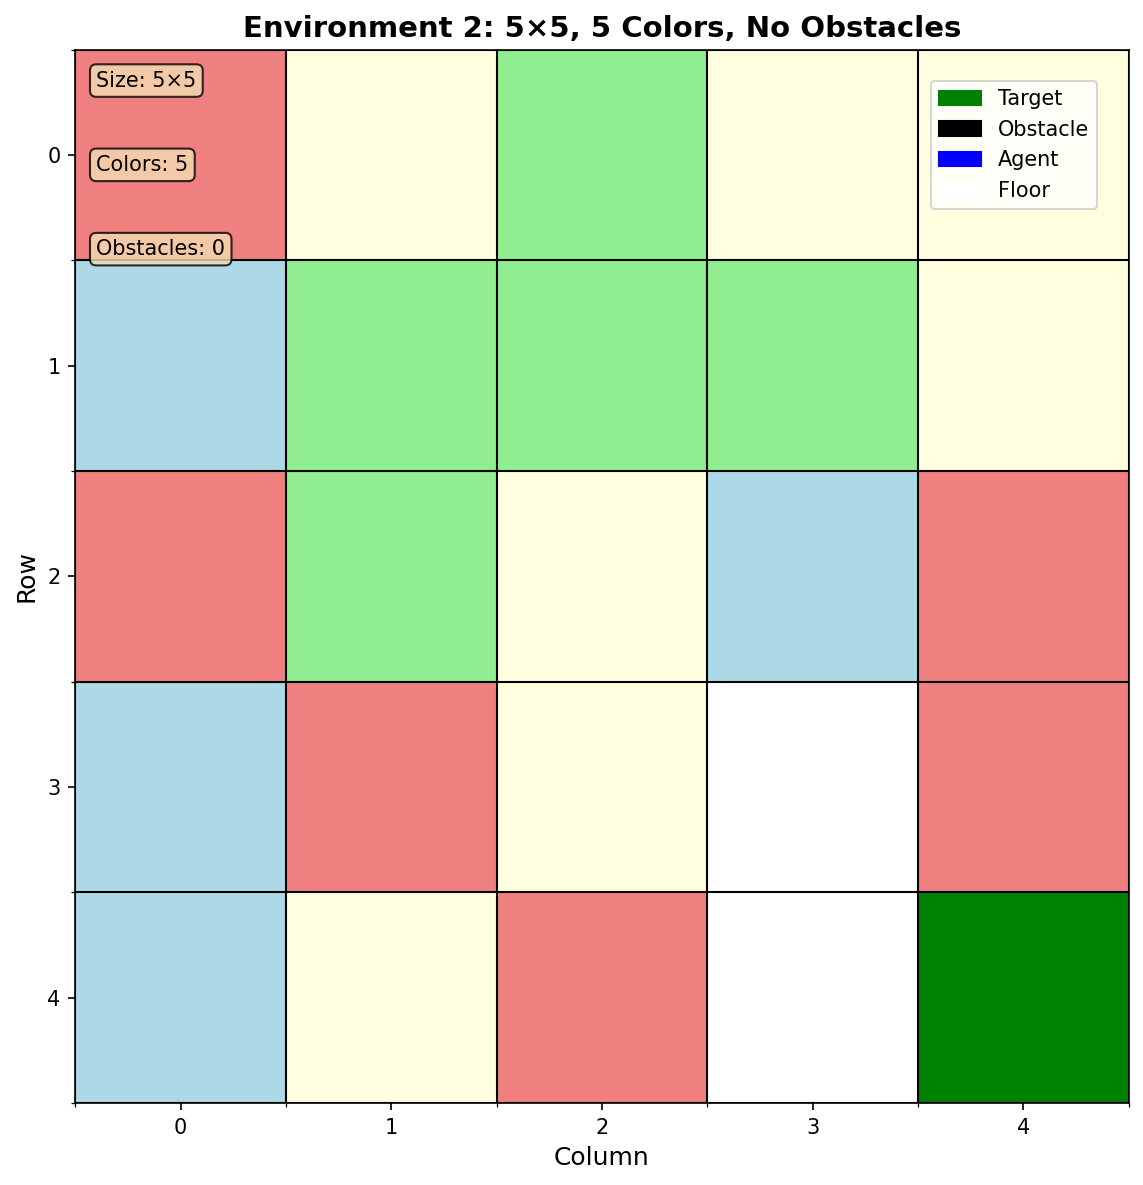 Environment 2: 5×5, 5 Colors, No Obstacles
Size: 5×5
Colors: 5
Obstacles: 0
Target
Obstacle
Agent
Floor
0
1
2
3
4
Row
0
1
2
3
4
Column